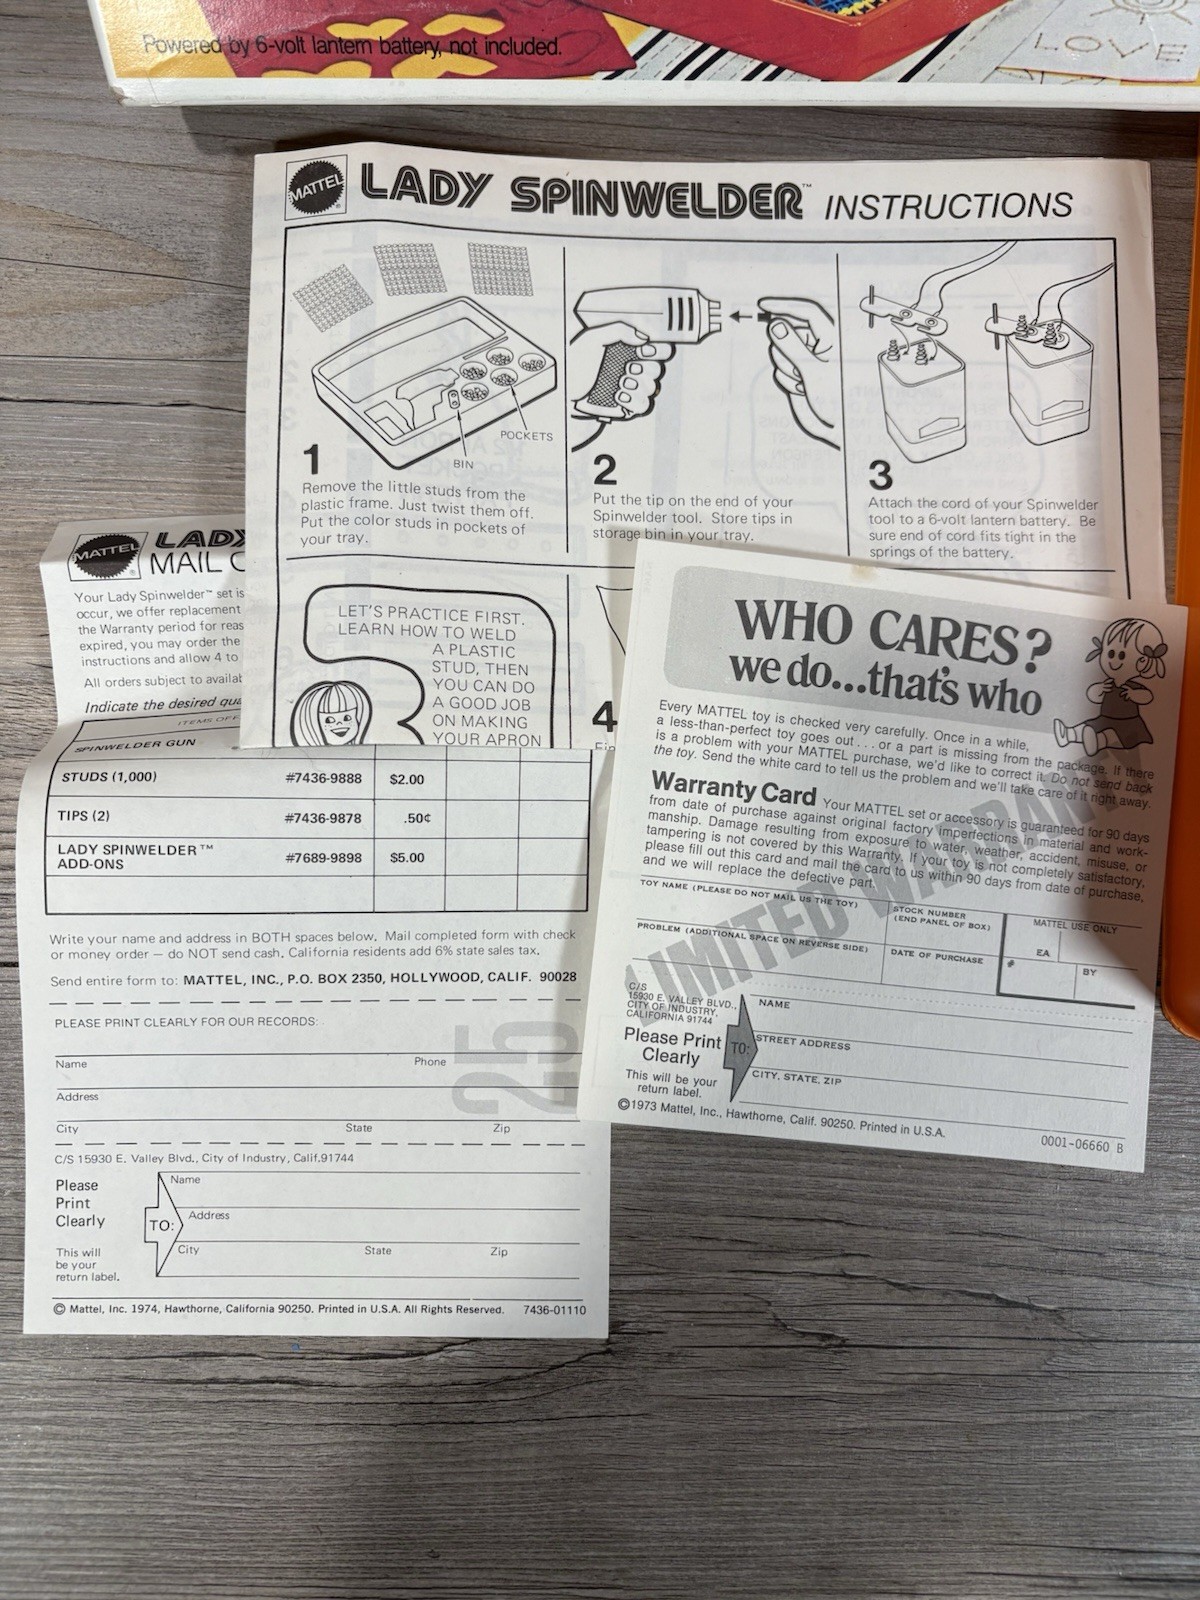 Powered by 6-volt lantern battery, not included.
LOVE
MATTEL
LADY SPINWELDER™ INSTRUCTIONS
POCKETS
BIN
1
Remove the little studs from the
plastic frame. Just twist them off.
Put the color studs in pockets of
your tray.
2
Put the tip on the end of your
Spinwelder tool. Store tips in
storage bin in your tray.
3
Attach the cord of your Spinwelder
tool to a 6-volt lantern battery. Be
sure end of cord fits tight in the
springs of the battery.
LET'S PRACTICE FIRST.
LEARN HOW TO WELD
A PLASTIC
STUD, THEN
YOU CAN DO
A GOOD JOB
ON MAKING
YOUR APRON
4
MATTEL
LADY
MAIL
Your Lady Spinwelder™ set is
occur, we offer replacement
the Warranty period for
expired, you may order the
instructions and allow 4 to
All orders subject to
Indicate the desired
ITEMS
SPINWELDER GUN
STUDS (1,000) #7436-9888 $2.00
TIPS (2) #7436-9878 .50¢
LADY SPINWELDER™
ADD-ONS #7689-9898 $5.00
Write your name and address in BOTH spaces below. Mail completed form with check
or money order — do NOT send cash. California residents add 6% state sales tax.
Send entire form to: MATTEL, INC., P.O. BOX 2350, HOLLYWOOD, CALIF. 90028
PLEASE PRINT CLEARLY FOR OUR RECORDS:
25
Name Phone
Address
City State Zip
C/S 15930 E. Valley Blvd., City of Industry, Calif.91744
Please
Print
Clearly
This will
be your
return label.
TO:
Name
Address
City State Zip
© Mattel, Inc. 1974, Hawthorne, California 90250. Printed in U.S.A. All Rights Reserved. 7436-01110
WHO CARES?
we do...that's who
Every MATTEL toy is checked very carefully. Once in a while,
a less-than-perfect toy goes out . . . or a part is missing from the package. If there
is a problem with your MATTEL purchase, we'd like to correct it. Do not send back
the toy. Send the white card to tell us the problem and we'll take care of it right away.
Warranty Card Your MATTEL set or accessory is guaranteed for 90 days
from date of purchase against original factory imperfections in material and work-
manship. Damage resulting from exposure to water, weather, accident, misuse, or
tampering is not covered by this Warranty. If your toy is not completely satisfactory,
please fill out this card and mail the card to us within 90 days from date of purchase,
and we will replace the defective part.
LIMITED WARRANTY
TOY NAME (PLEASE DO NOT MAIL US THE TOY)
STOCK NUMBER
(END PANEL OF BOX)
MATTEL USE ONLY
PROBLEM (ADDITIONAL SPACE ON REVERSE SIDE)
DATE OF PURCHASE
EA
#
BY
C/S
15930 E. VALLEY BLVD.,
CITY OF INDUSTRY,
CALIFORNIA 91744
Please Print
Clearly
This will be your
return label.
TO:
NAME
STREET ADDRESS
CITY, STATE, ZIP
©1973 Mattel, Inc., Hawthorne, Calif. 90250. Printed in U.S.A.
0001-06660 B